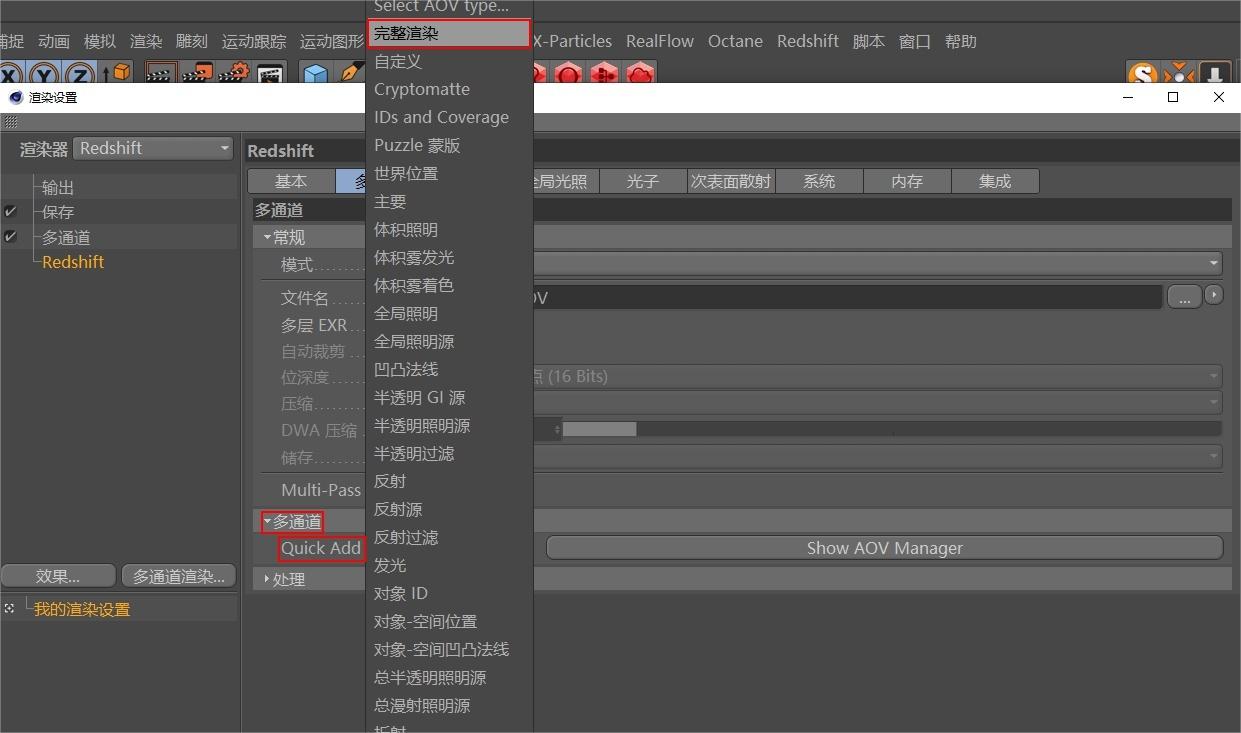 Select AOV type...
捕捉 动画 模拟 渲染 雕刻 运动跟踪 运动图形 X-Particles RealFlow Octane Redshift 脚本 窗口 帮助
完整渲染
自定义
Cryptomatte
IDs and Coverage
Puzzle 蒙版
世界位置
主要
体积照明
体积雾发光
体积雾着色
全局照明
全局照明源
凹凸法线
半透明 GI 源
半透明照明源
半透明过滤
反射
反射源
反射过滤
发光
对象 ID
对象-空间位置
对象-空间凹凸法线
总半透明照明源
总漫射照明源
折射
X Y Z
渲染设置
渲染器 Redshift
输出
保存
多通道
Redshift
效果... 多通道渲染...
我的渲染设置
Redshift
基本 多 全局光照 光子 次表面散射 系统 内存 集成
多通道
常规
模式
文件名 OV ...
多层 EXR
自动裁剪
位深度 点 (16 Bits)
压缩
DWA 压缩
储存
Multi-Pass
多通道
Quick Add Show AOV Manager
处理